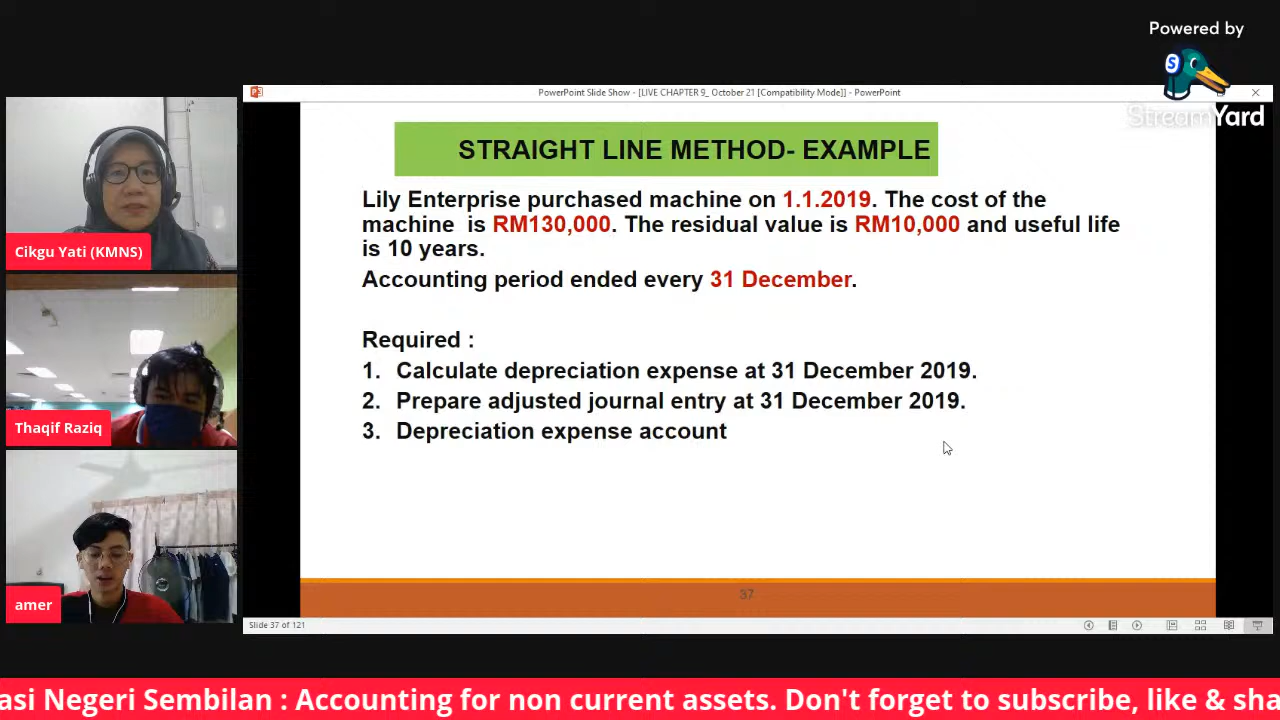 Powered by
StreamYard
PowerPoint Slide Show - [LIVE CHAPTER 9_ October 21 [Compatibility Mode]] - PowerPoint
STRAIGHT LINE METHOD- EXAMPLE
Lily Enterprise purchased machine on 1.1.2019. The cost of the
machine is RM130,000. The residual value is RM10,000 and useful life
is 10 years.
Accounting period ended every 31 December.
Required :
1. Calculate depreciation expense at 31 December 2019.
2. Prepare adjusted journal entry at 31 December 2019.
3. Depreciation expense account
37
Slide 37 of 121
Cikgu Yati (KMNS)
Thaqif Raziq
amer
asi Negeri Sembilan : Accounting for non current assets. Don't forget to subscribe, like & sha